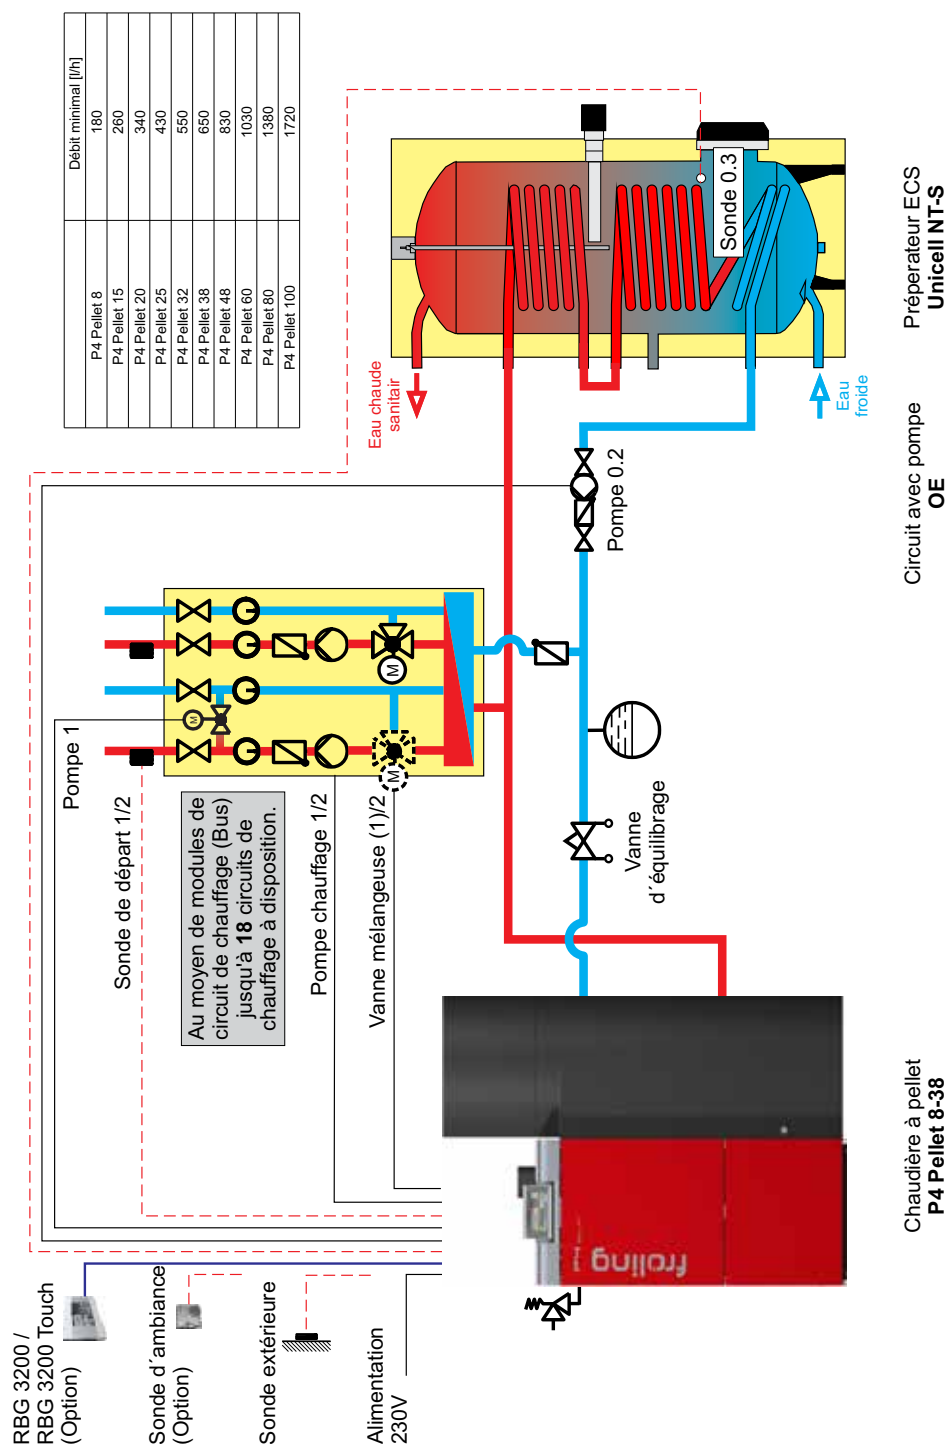 RBG 3200 /
RBG 3200 Touch
(Option)
Sonde d´ambiance
(Option)
Sonde extérieure
Alimentation
230V
Pompe 1
Sonde de départ 1/2
Au moyen de modules de
circuit de chauffage (Bus)
jusqu'à 18 circuits de
chauffage à disposition.
Pompe chauffage 1/2
Vanne mélangeuse (1)/2
M
M
M
Débit minimal [l/h]
P4 Pellet 8 180
P4 Pellet 15 260
P4 Pellet 20 340
P4 Pellet 25 430
P4 Pellet 32 550
P4 Pellet 38 650
P4 Pellet 48 830
P4 Pellet 60 1030
P4 Pellet 80 1380
P4 Pellet 100 1720
Eau chaude
sanitair
Sonde 0.3
Eau
froide
Pompe 0.2
Vanne
d´équilibrage
froling
Chaudière à pellet
P4 Pellet 8-38
Circuit avec pompe
OE
Préperateur ECS
Unicell NT-S